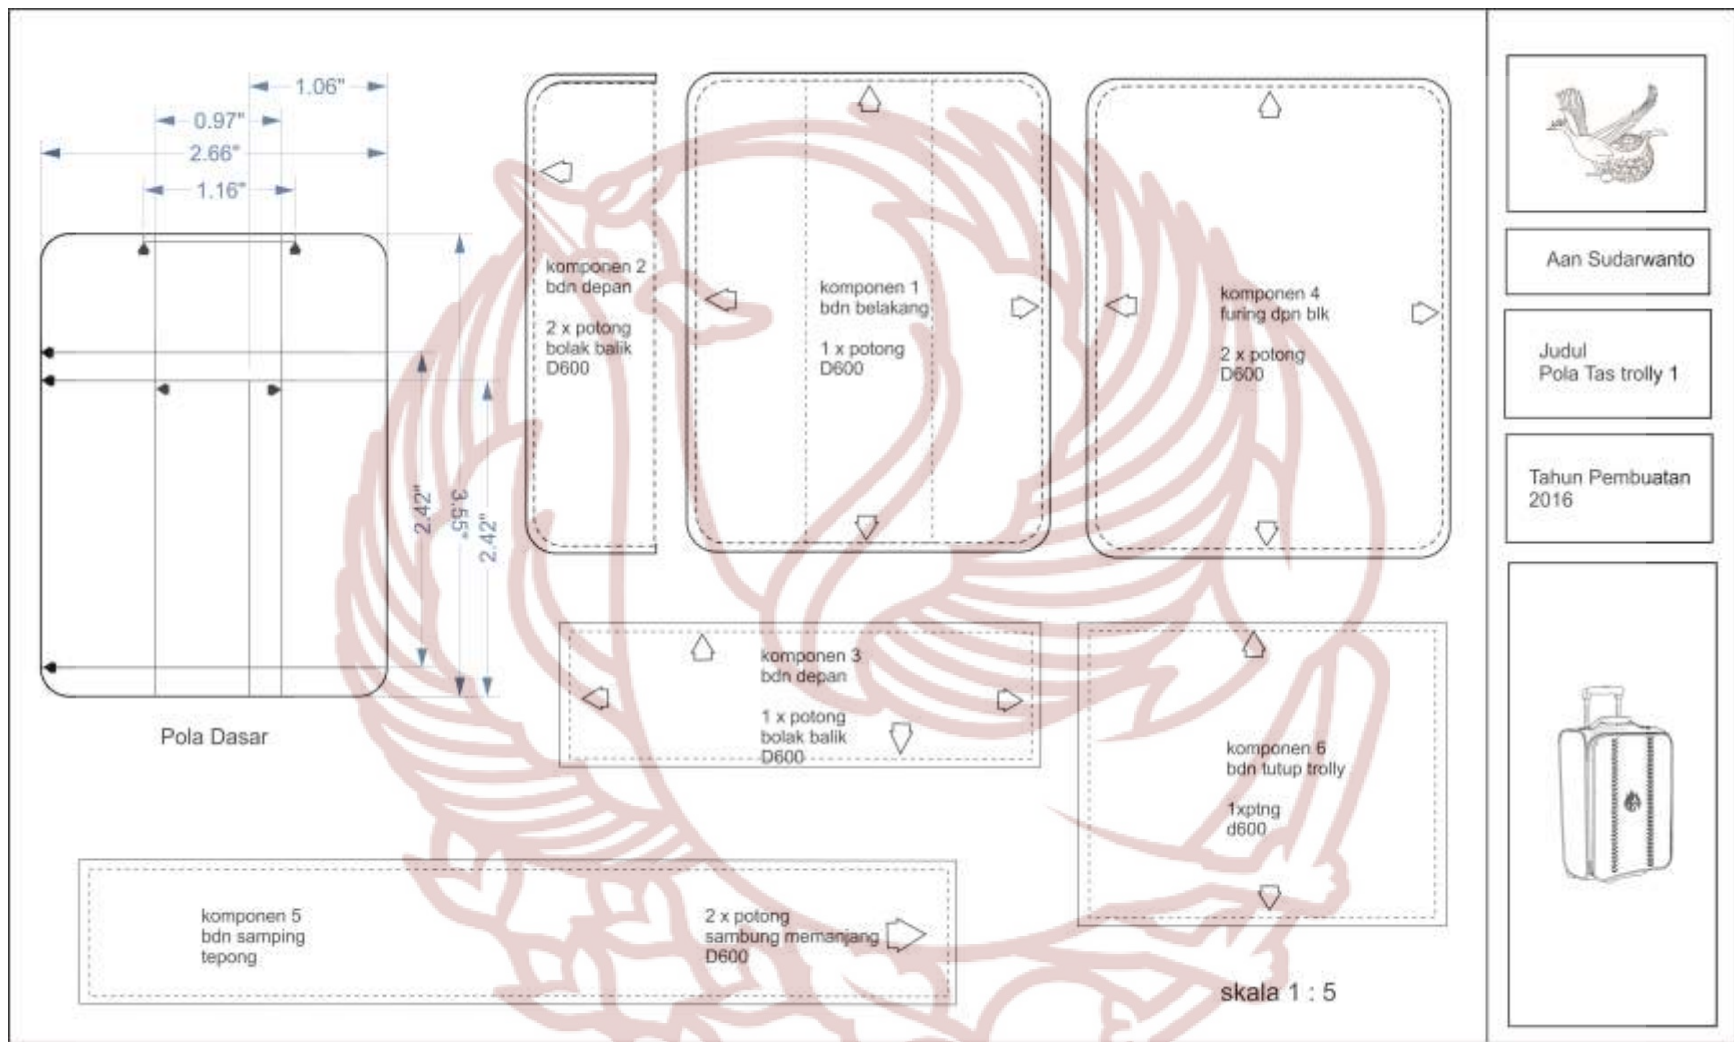 1.06"
0.97"
2.66"
1.16"
2.42"
3.55"
2.42"
Pola Dasar
komponen 2
bdn depan
2 x potong
bolak balik
D600
komponen 1
bdn belakang
1 x potong
D600
komponen 4
furing dpn blk
2 x potong
D600
komponen 3
bdn depan
1 x potong
bolak balik
D600
komponen 6
bdn tutup trolly
1xptng
d600
komponen 5
bdn samping
tepong
2 x potong
sambung memanjang
D600
skala 1 : 5
Aan Sudarwanto
Judul
Pola Tas trolly 1
Tahun Pembuatan
2016